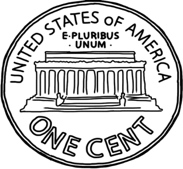 UNITED STATES OF AMERICA
E·PLURIBUS
·UNUM·
ONE CENT